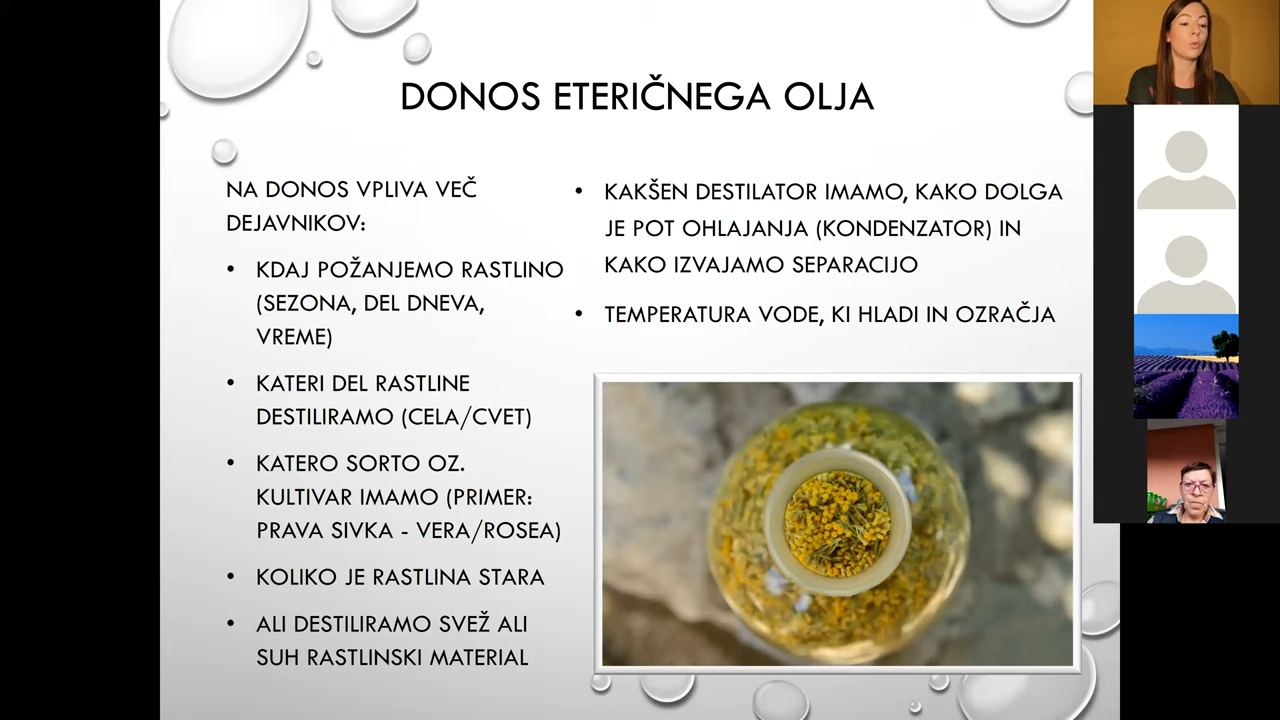 DONOS ETERIČNEGA OLJA
NA DONOS VPLIVA VEČ
DEJAVNIKOV:
• KDAJ POŽANJEMO RASTLINO
(SEZONA, DEL DNEVA,
VREME)
• KATERI DEL RASTLINE
DESTILIRAMO (CELA/CVET)
• KATERO SORTO OZ.
KULTIVAR IMAMO (PRIMER:
PRAVA SIVKA - VERA/ROSEA)
• KOLIKO JE RASTLINA STARA
• ALI DESTILIRAMO SVEŽ ALI
SUH RASTLINSKI MATERIAL
• KAKŠEN DESTILATOR IMAMO, KAKO DOLGA
JE POT OHLAJANJA (KONDENZATOR) IN
KAKO IZVAJAMO SEPARACIJO
• TEMPERATURA VODE, KI HLADI IN OZRAČJA